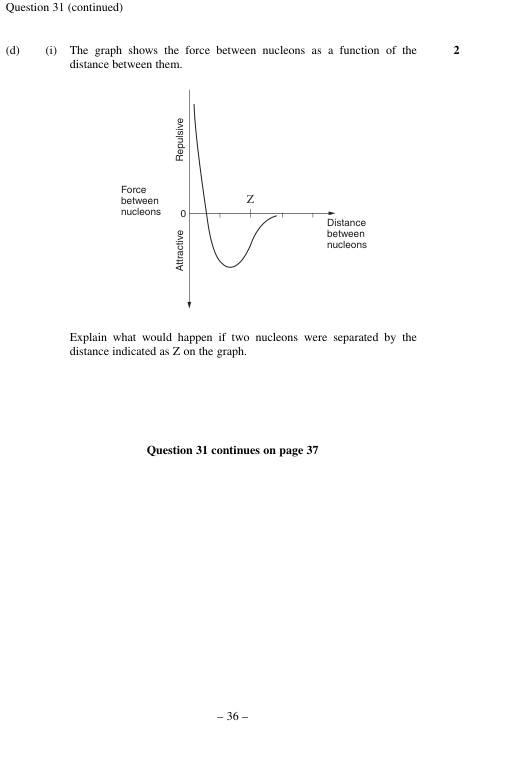 Question 31 (continued)
(d) (i) The graph shows the force between nucleons as a function of the 2
distance between them.
Repulsive
Force
between
nucleons
Z
0
Distance
between
nucleons
Attractive
Explain what would happen if two nucleons were separated by the
distance indicated as Z on the graph.
Question 31 continues on page 37
– 36 –